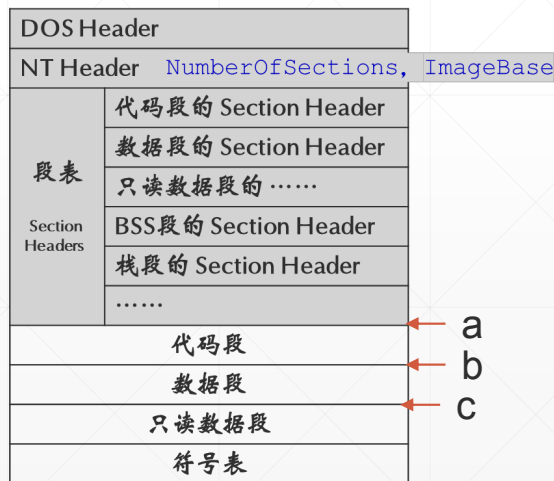 DOS Header
NT Header NumberOfSections, ImageBase
段表
Section
Headers
代码段的 Section Header
数据段的 Section Header
只读数据段的 ……
BSS段的 Section Header
栈段的 Section Header
……
a
代码段
b
数据段
c
只读数据段
符号表